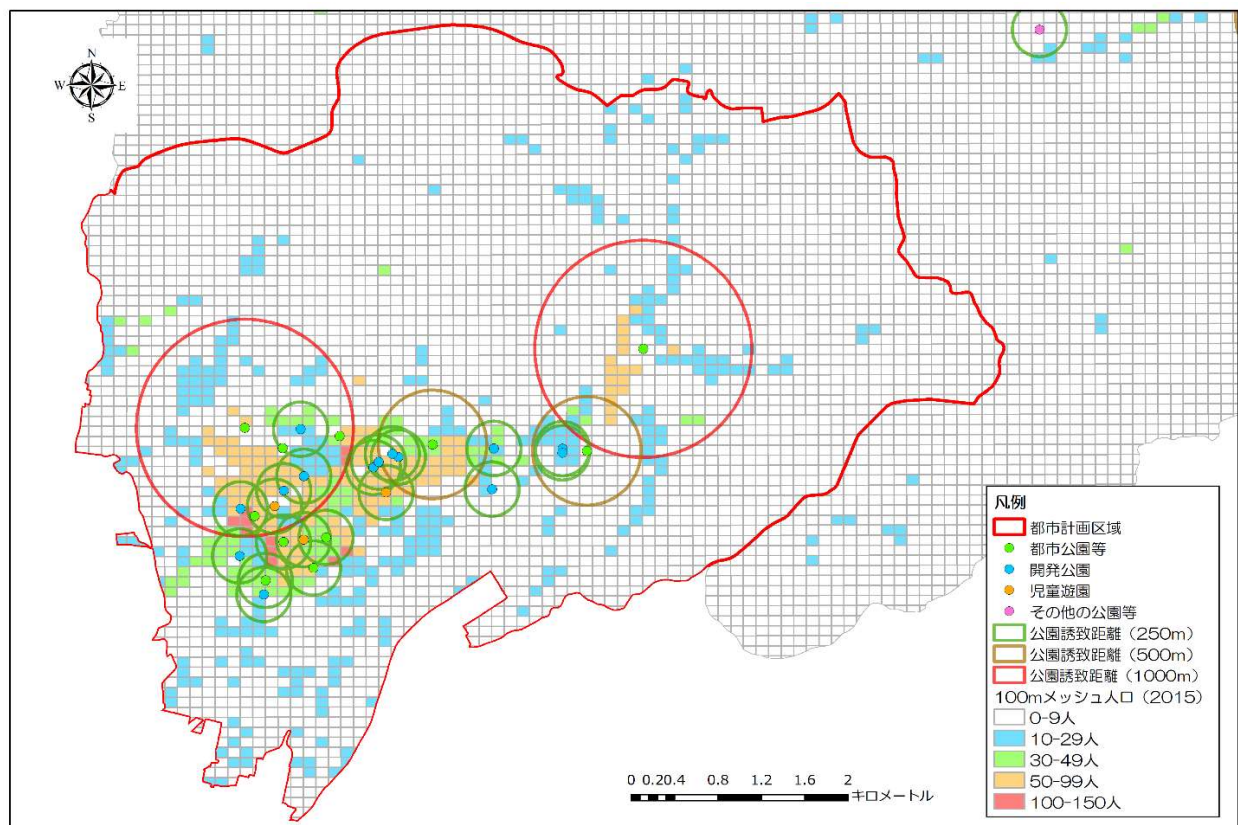 N
W E
S
凡例
都市計画区域
都市公園等
開発公園
児童遊園
その他の公園等
公園誘致距離（250m）
公園誘致距離（500m）
公園誘致距離（1000m）
100mメッシュ人口（2015）
0-9人
10-29人
30-49人
50-99人
100-150人
0 0.20.4 0.8 1.2 1.6 2
キロメートル